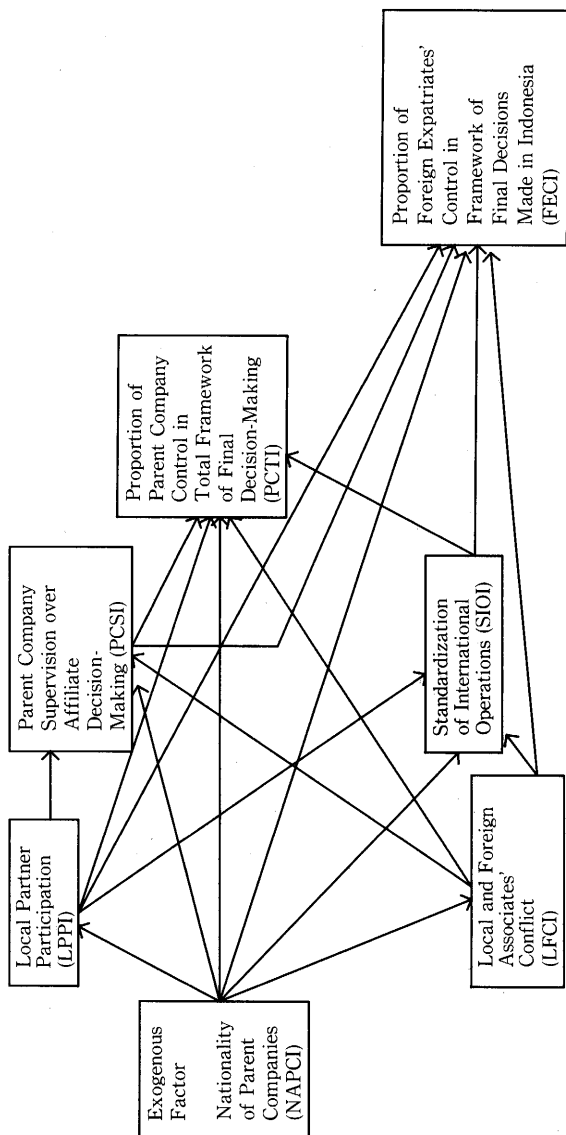 Exogenous
Factor
Nationality
of Parent
Companies
(NAPCI)
Local Partner
Participation
(LPPI)
Local and Foreign
Associates'
Conflict
(LFCI)
Parent Company
Supervision over
Affiliate
Decision-
Making (PCSI)
Standardization
of International
Operations (SIOI)
Proportion of
Parent Company
Control in
Total Framework
of Final
Decision-Making
(PCTI)
Proportion of
Foreign Expatriates'
Control in
Framework of
Final Decisions
Made in Indonesia
(FECI)